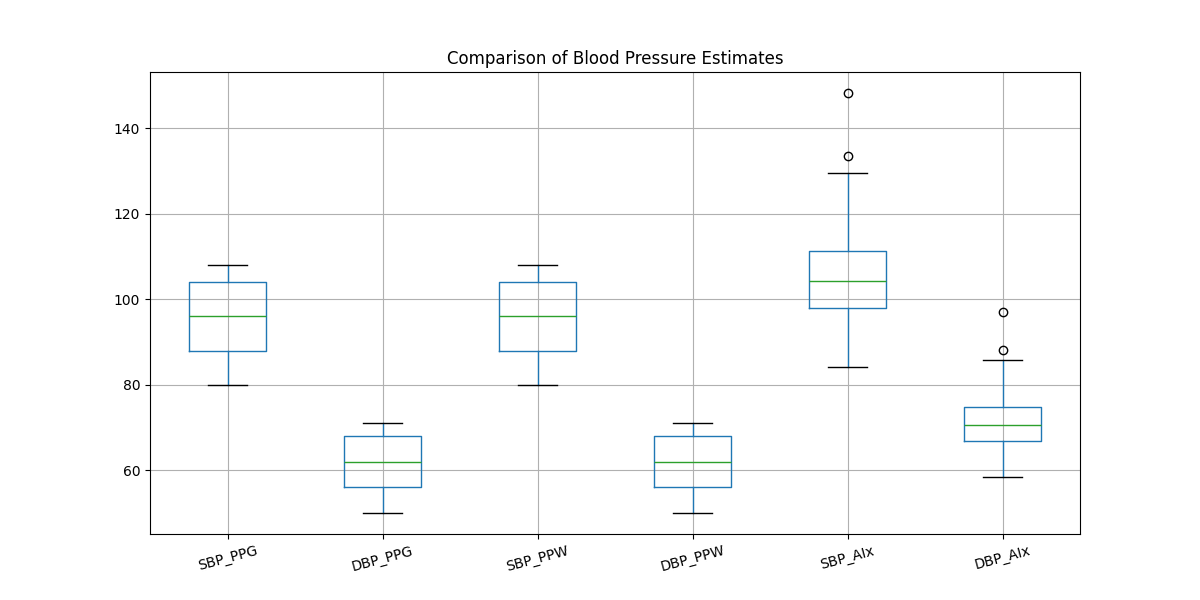 Comparison of Blood Pressure Estimates
140
120
100
80
60
SBP_PPG
DBP_PPG
SBP_PPW
DBP_PPW
SBP_AIx
DBP_AIx